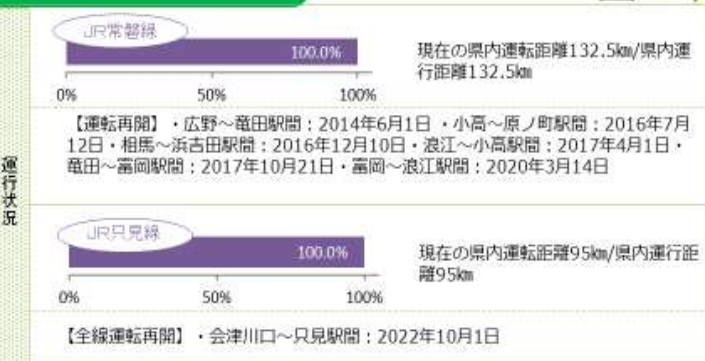 運行状況
JR常磐線
100.0%
0% 50% 100%
現在の県内運転距離132.5㎞/県内運
行距離132.5㎞
【運転再開】・広野～竜田駅間：2014年6月1日・小高～原ノ町駅間：2016年7月
12日・相馬～浜吉田駅間：2016年12月10日・浪江～小高駅間：2017年4月1日・
竜田～富岡駅間：2017年10月21日・富岡～浪江駅間：2020年3月14日
JR只見線
100.0%
0% 50% 100%
現在の県内運転距離95㎞/県内運行距
離95㎞
【全線運転再開】・会津川口～只見駅間：2022年10月1日